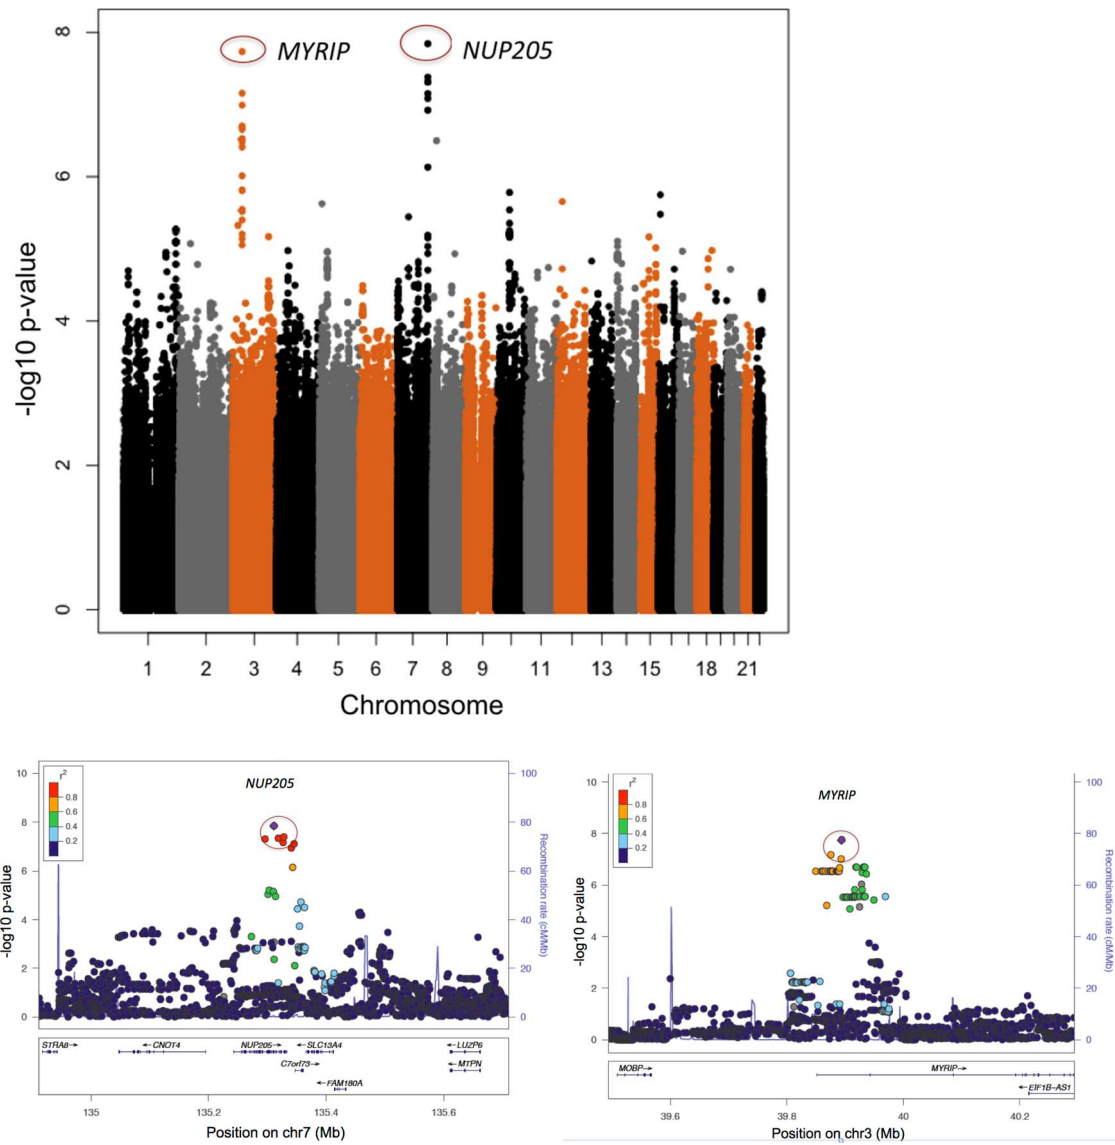 8
MYRIP
NUP205
6
4
2
0
-log10 p-value
1 2 3 4 5 6 7 8 9 11 13 15 18 21
Chromosome
NUP205
r2
0.8
0.6
0.4
0.2
10
8
6
4
2
0
-log10 p-value
100
80
60
40
20
0
Recombination rate (cM/Mb)
STRA8→ ←CNOT4 NUP205→ ←SLC13A4 ←LUZP6
C7orf73→ ←MTPN
←FAM180A
135 135.2 135.4 135.6
Position on chr7 (Mb)
MYRIP
r2
0.8
0.6
0.4
0.2
10
8
6
4
2
0
-log10 p-value
100
80
60
40
20
0
Recombination rate (cM/Mb)
MOBP→ MYRIP→
←EIF1B-AS1
39.6 39.8 40 40.2
Position on chr3 (Mb)